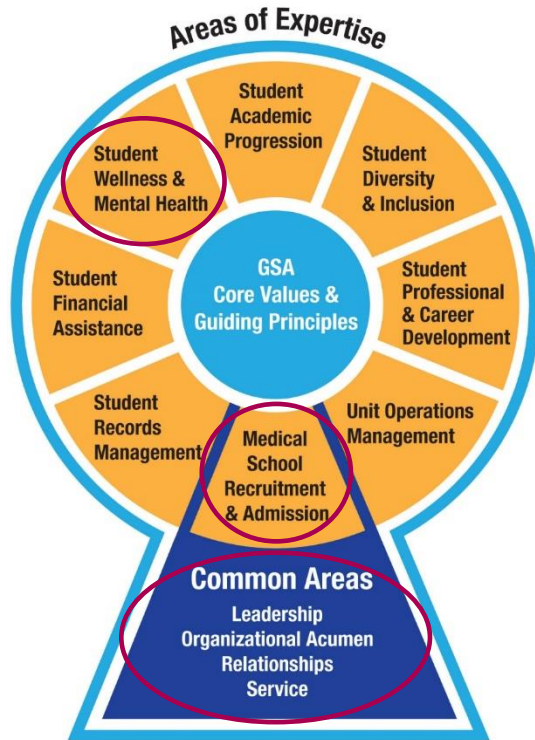 Areas of Expertise
Student
Academic
Progression
Student
Wellness &
Mental Health
Student
Diversity
& Inclusion
GSA
Core Values &
Guiding Principles
Student
Financial
Assistance
Student
Professional
& Career
Development
Student
Records
Management
Medical
School
Recruitment
& Admission
Unit Operations
Management
Common Areas
Leadership
Organizational Acumen
Relationships
Service